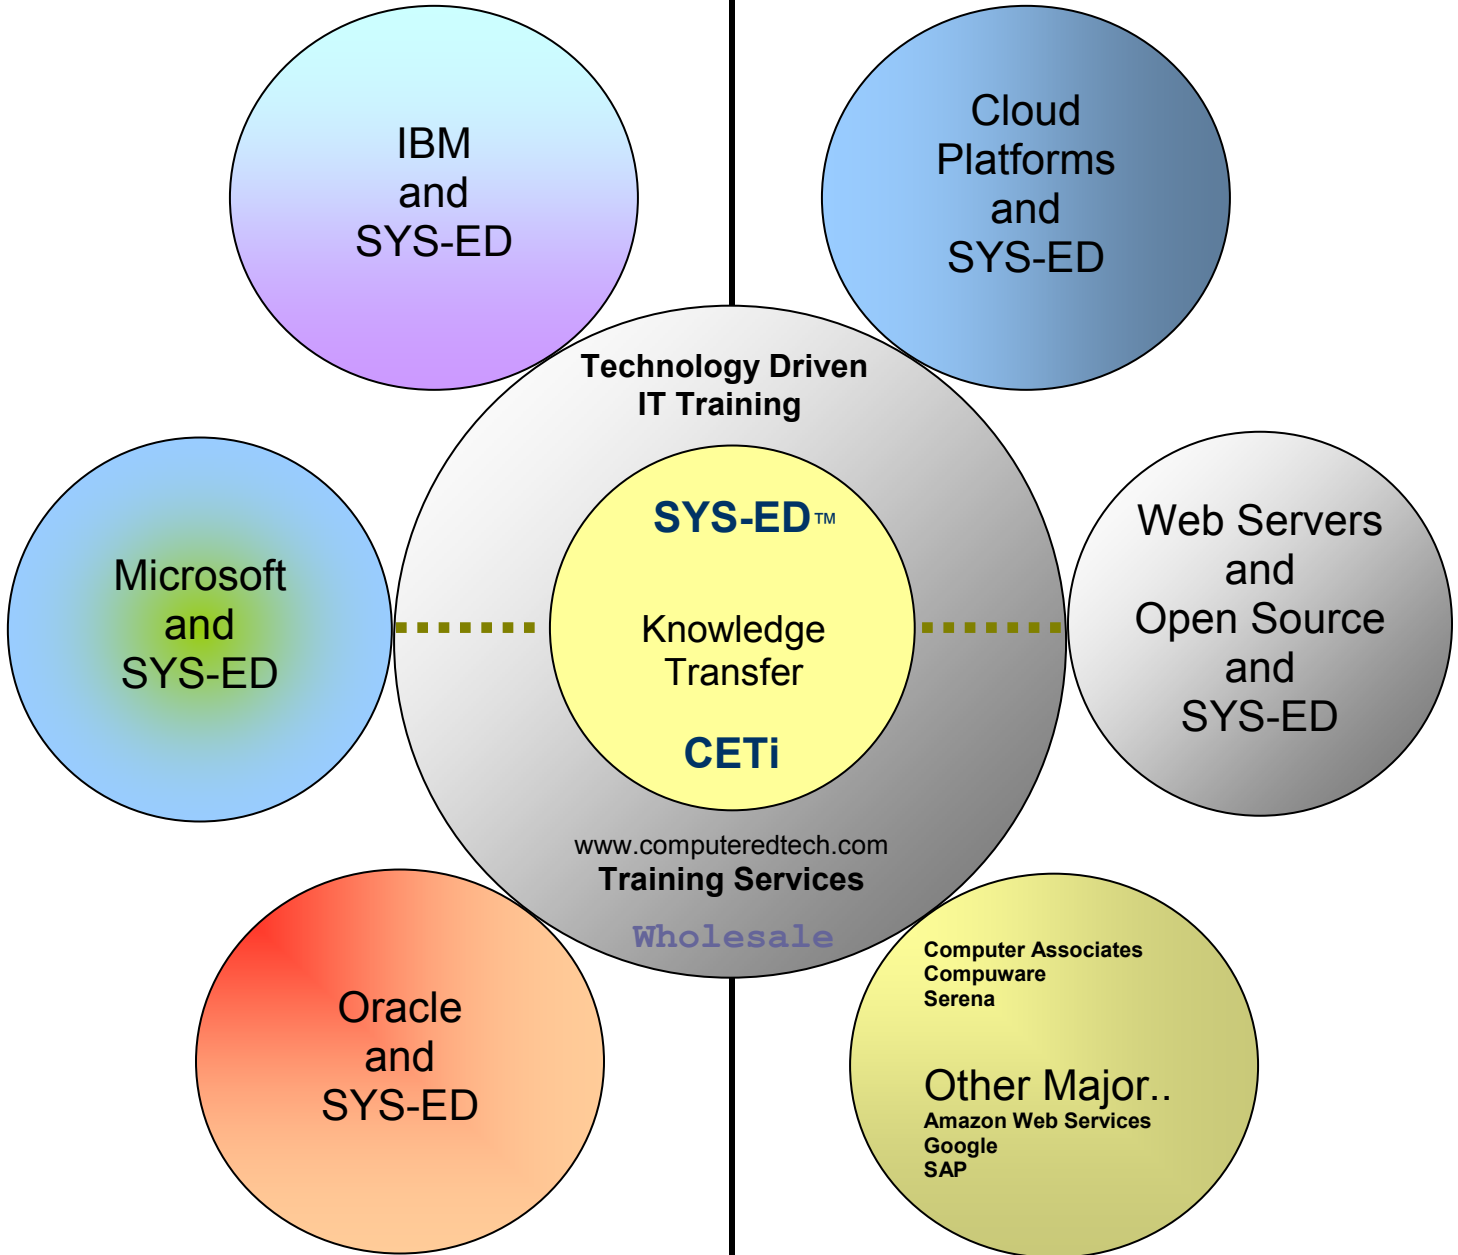 IBM
and
SYS-ED
Cloud
Platforms
and
SYS-ED
Technology Driven
IT Training
SYS-ED™
Knowledge
Transfer
CETi
www.computeredtech.com
Training Services
Wholesale
Microsoft
and
SYS-ED
Web Servers
and
Open Source
and
SYS-ED
Oracle
and
SYS-ED
Computer Associates
Compuware
Serena
Other Major..
Amazon Web Services
Google
SAP